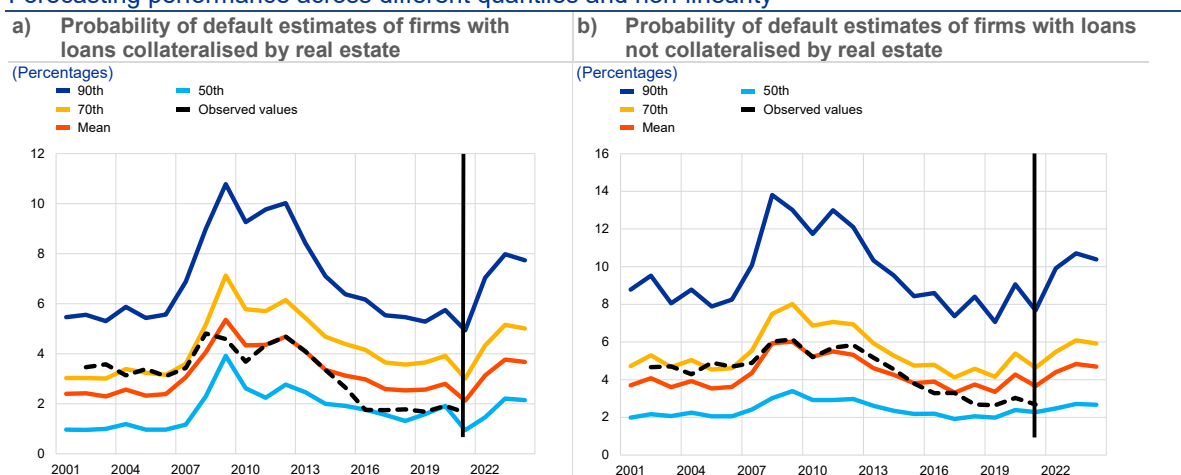 Forecasting performance across different quantiles and non-linearity
a) Probability of default estimates of firms with
loans collateralised by real estate
(Percentages)
90th
50th
70th
Observed values
Mean
12
10
8
6
4
2
0
2001 2004 2007 2010 2013 2016 2019 2022
b) Probability of default estimates of firms with loans
not collateralised by real estate
(Percentages)
90th
50th
70th
Observed values
Mean
16
14
12
10
8
6
4
2
0
2001 2004 2007 2010 2013 2016 2019 2022